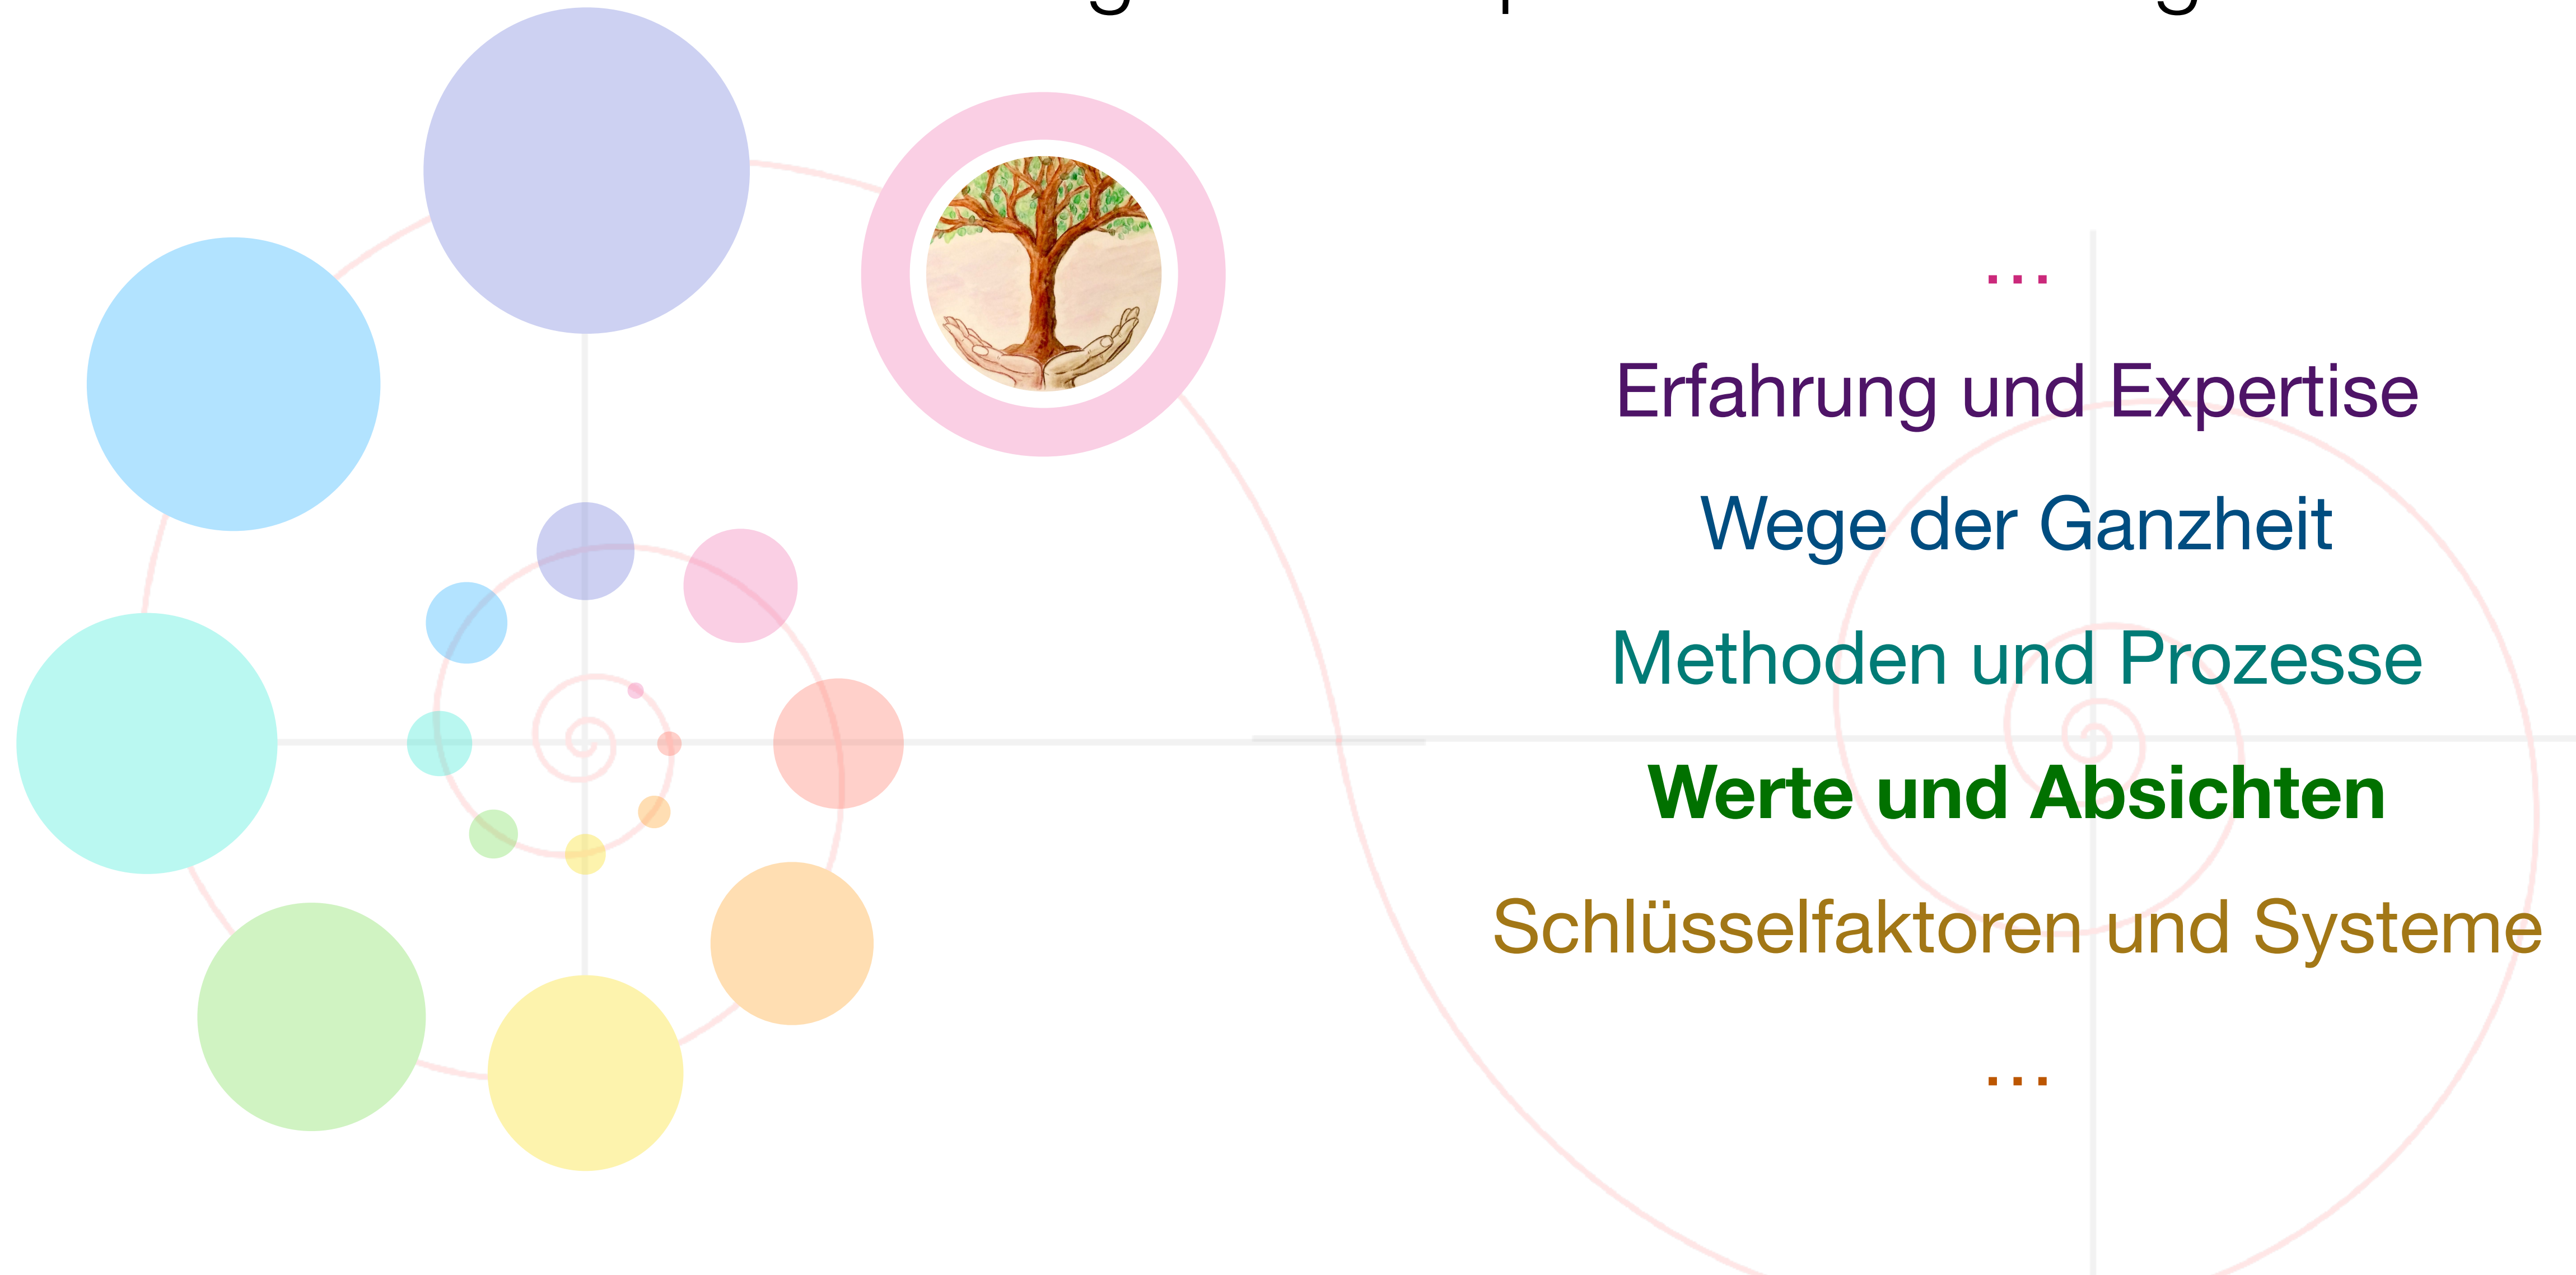 ...
Erfahrung und Expertise
Wege der Ganzheit
Methoden und Prozesse
Werte und Absichten
Schlüsselfaktoren und Systeme
...